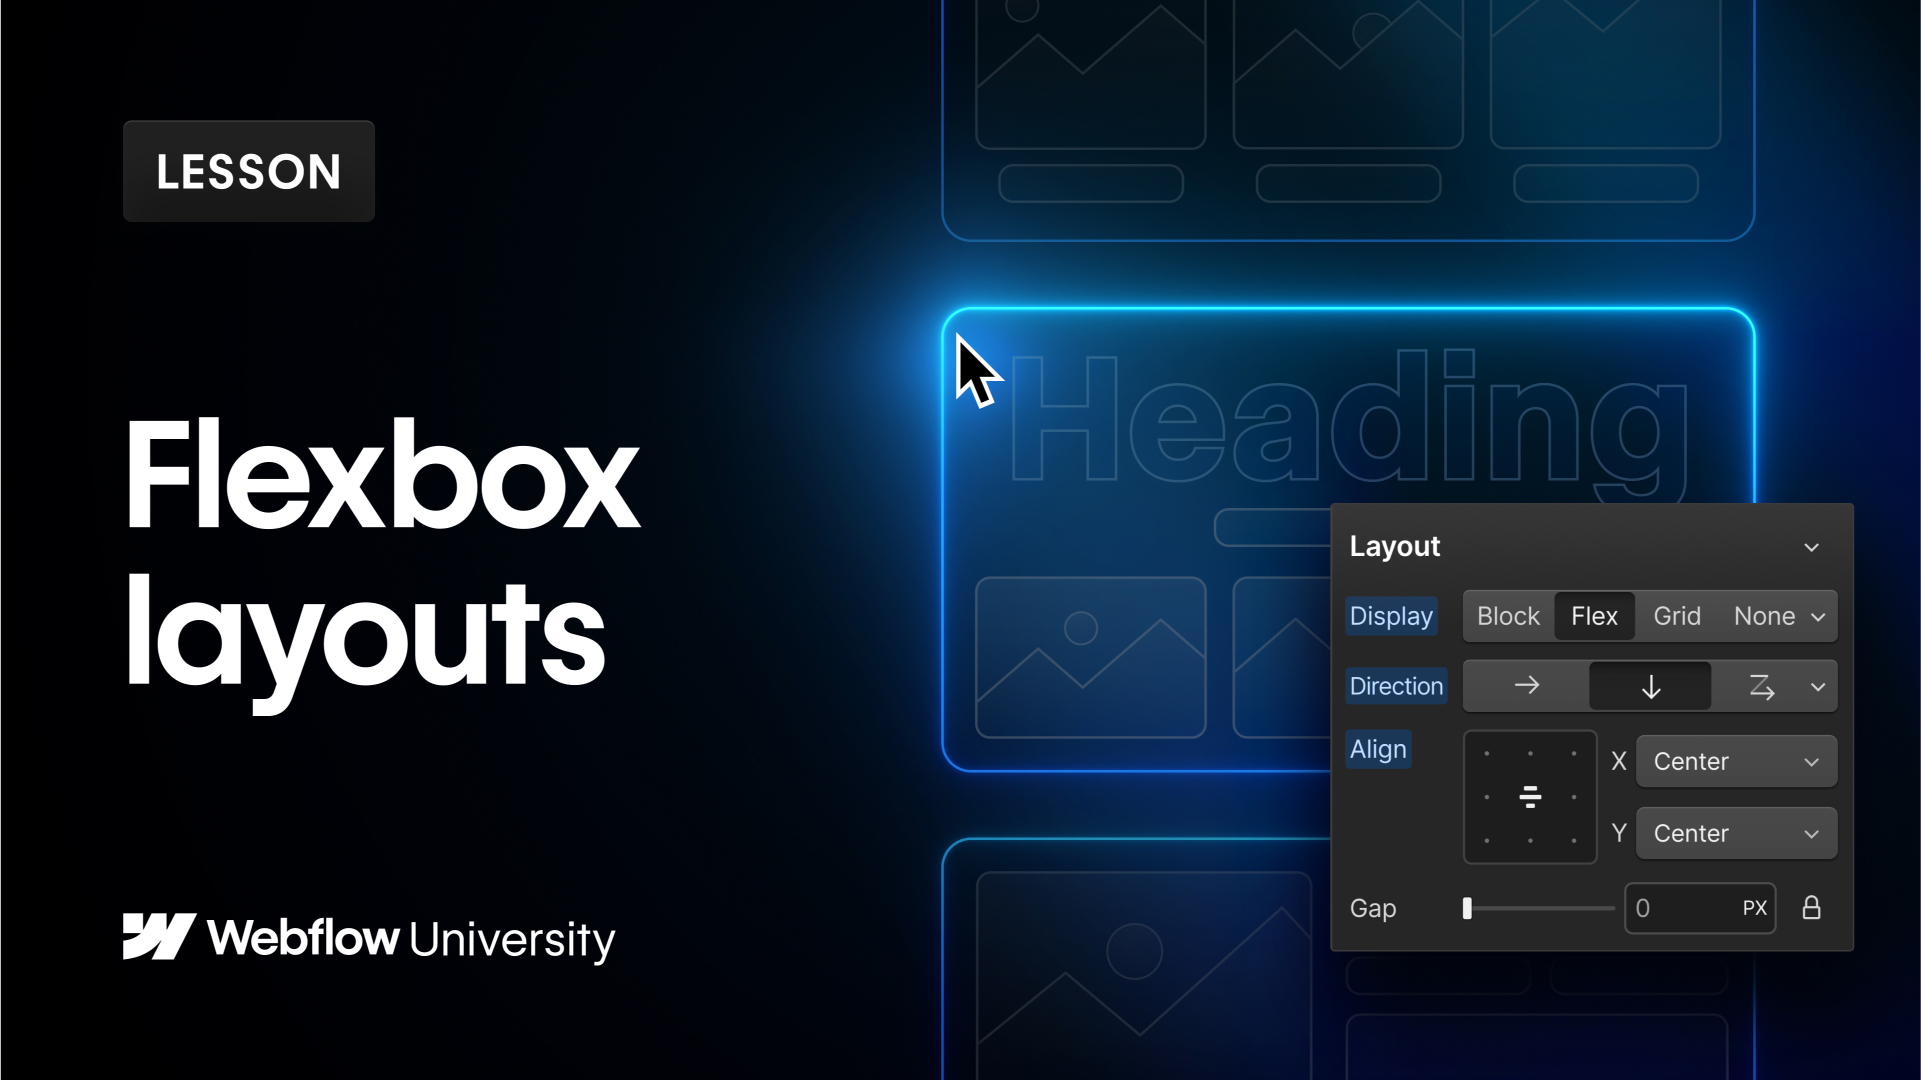 LESSON
Flexbox
layouts
Webflow University
Heading
Layout
Display Block Flex Grid None
Direction
Align X Center
Y Center
Gap 0 PX